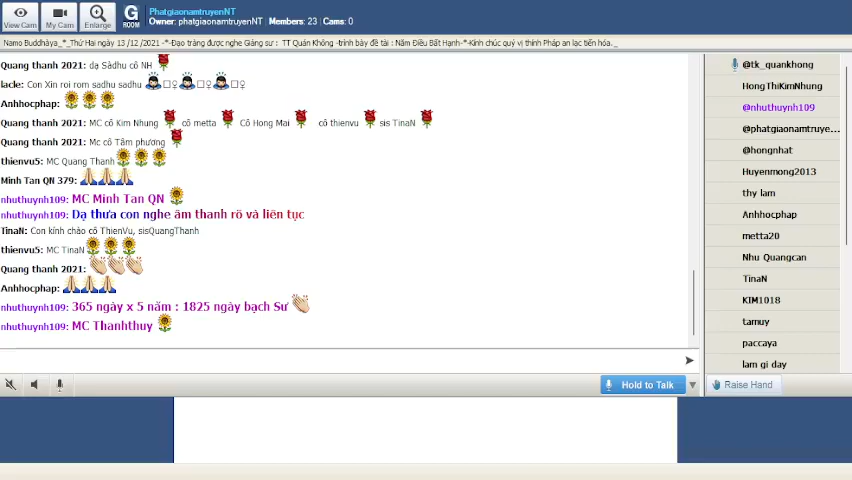 PhatgiaonamtruyenNT
Owner: phatgiaonamtruyenNT Members: 23 Cams: 0
View Cam
My Cam
Enlarge
G
ROOM
Namo Buddhàya_*_Thứ Hai ngày 13 /12 /2021 -*-Đạo tràng được nghe Giảng sư : TT Quán Không -trình bày đề tài : Năm Điều Bất Hạnh-*-Kính chúc quý vị thính Pháp an lạc tiến hóa._
Quang thanh 2021: dạ Sàdhu cô NH
lacle: Con Xin roi rom sadhu sadhu
Anhhocphap:
Quang thanh 2021: MC cô Kim Nhung cô metta Cô Hong Mai cô thienvu sis TinaN
Quang thanh 2021: Mc cô Tâm phương
thienvu5: MC Quang Thanh
Minh Tan QN 379:
nhuthuynh109: MC Minh Tan QN
nhuthuynh109: Dạ thưa con nghe âm thanh rõ và liên tục
TinaN: Con kính chào cô ThienVu, sisQuangThanh
thienvu5: MC TinaN
Quang thanh 2021:
Anhhocphap:
nhuthuynh109: 365 ngày x 5 năm : 1825 ngày bạch Sư
nhuthuynh109: MC Thanhthuy
@tk_quankhong
HongThiKimNhung
@nhuthuynh109
@phatgiaonamtruye...
@hongnhat
Huyenmong2013
thy lam
Anhhocphap
metta20
Nhu Quangcan
TinaN
KIM1018
tamuy
paccaya
lam gi day
Hold to Talk
Raise Hand